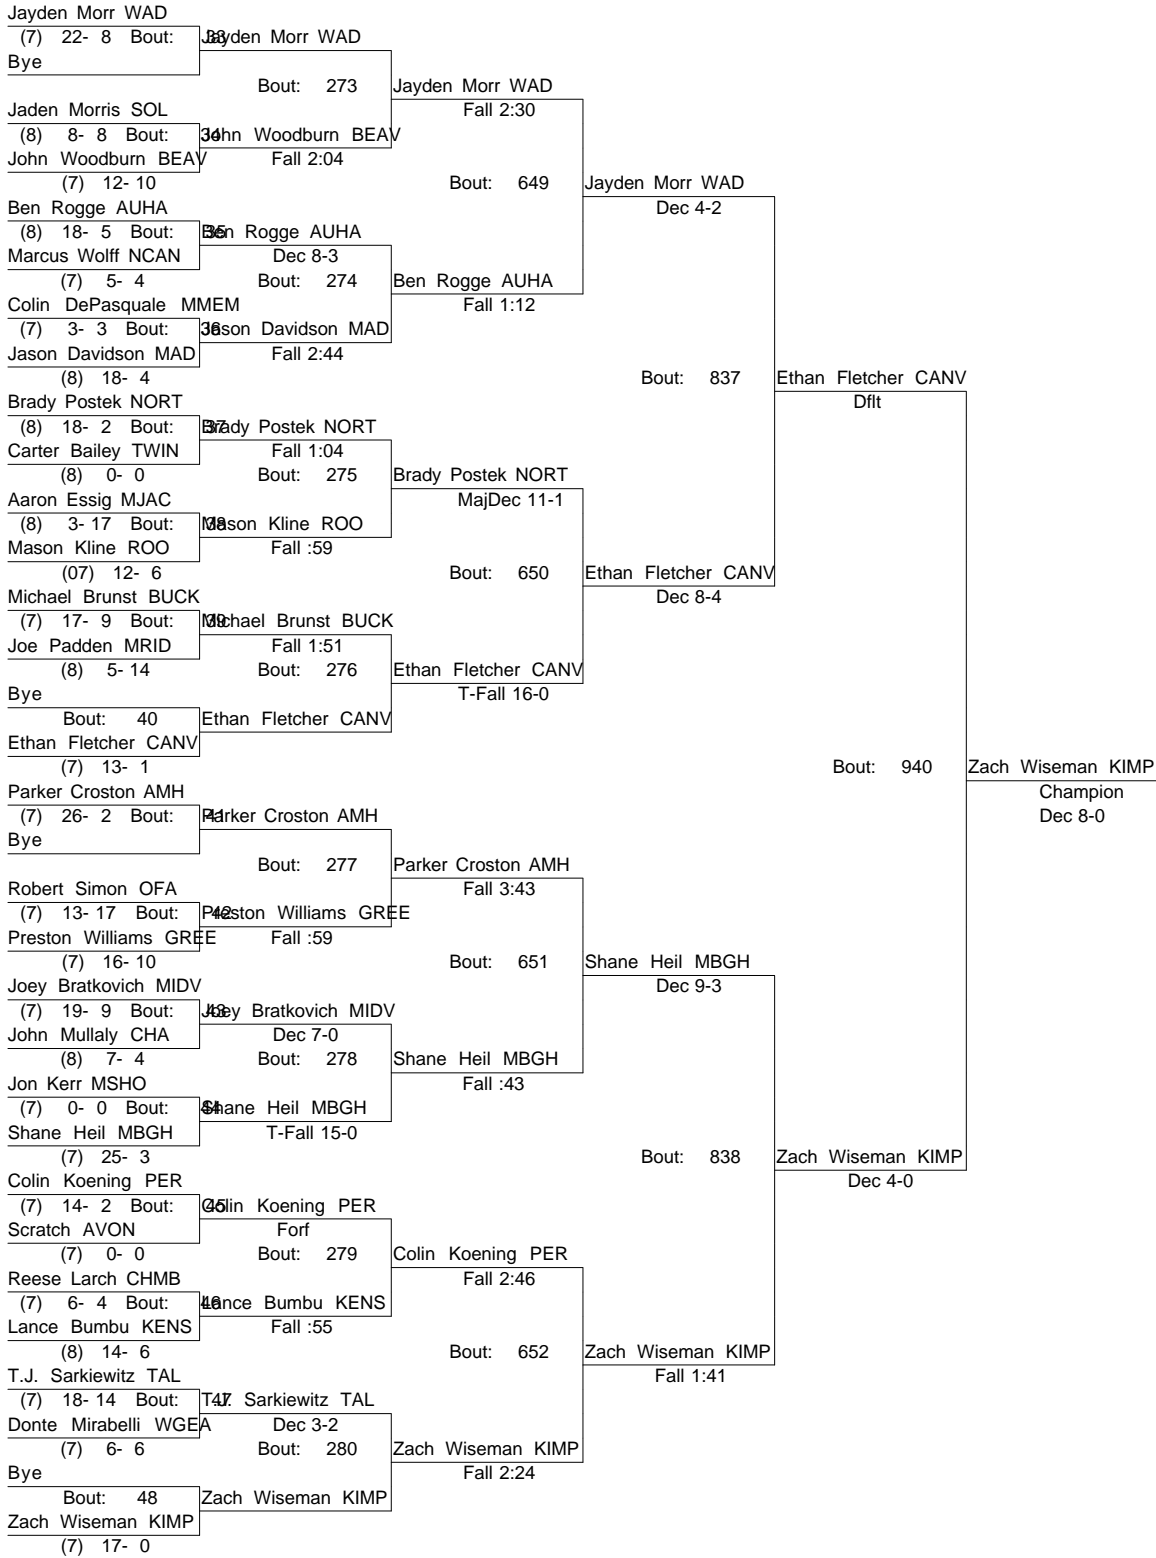 Jayden Morr WAD
(7) 22- 8 Bout: 33
Jayden Morr WAD
Bye
Bout: 273
Jayden Morr WAD
Fall 2:30
Jaden Morris SOL
(8) 8- 8 Bout: 34
John Woodburn BEAV
John Woodburn BEAV
Fall 2:04
(7) 12- 10
Bout: 649
Jayden Morr WAD
Dec 4-2
Ben Rogge AUHA
(8) 18- 5 Bout: 35
Ben Rogge AUHA
Marcus Wolff NCAN
Dec 8-3
(7) 5- 4
Bout: 274
Ben Rogge AUHA
Fall 1:12
Colin DePasquale MMEM
(7) 3- 3 Bout: 36
Jason Davidson MAD
Jason Davidson MAD
Fall 2:44
(8) 18- 4
Bout: 837
Ethan Fletcher CANV
Dflt
Brady Postek NORT
(8) 18- 2 Bout: 37
Brady Postek NORT
Carter Bailey TWIN
Fall 1:04
(8) 0- 0
Bout: 275
Brady Postek NORT
MajDec 11-1
Aaron Essig MJAC
(8) 3- 17 Bout: 38
Mason Kline ROO
Mason Kline ROO
Fall :59
(07) 12- 6
Bout: 650
Ethan Fletcher CANV
Dec 8-4
Michael Brunst BUCK
(7) 17- 9 Bout: 39
Michael Brunst BUCK
Joe Padden MRID
Fall 1:51
(8) 5- 14
Bout: 276
Ethan Fletcher CANV
T-Fall 16-0
Bye
Bout: 40
Ethan Fletcher CANV
Ethan Fletcher CANV
(7) 13- 1
Bout: 940
Zach Wiseman KIMP
Champion
Dec 8-0
Parker Croston AMH
(7) 26- 2 Bout: 41
Parker Croston AMH
Bye
Bout: 277
Parker Croston AMH
Fall 3:43
Robert Simon OFA
(7) 13- 17 Bout: 42
Preston Williams GREE
Preston Williams GREE
Fall :59
(7) 16- 10
Bout: 651
Shane Heil MBGH
Dec 9-3
Joey Bratkovich MIDV
(7) 19- 9 Bout: 43
Joey Bratkovich MIDV
John Mullaly CHA
Dec 7-0
(8) 7- 4
Bout: 278
Shane Heil MBGH
Fall :43
Jon Kerr MSHO
(7) 0- 0 Bout: 44
Shane Heil MBGH
Shane Heil MBGH
T-Fall 15-0
(7) 25- 3
Bout: 838
Zach Wiseman KIMP
Dec 4-0
Colin Koening PER
(7) 14- 2 Bout: 45
Colin Koening PER
Scratch AVON
Forf
(7) 0- 0
Bout: 279
Colin Koening PER
Fall 2:46
Reese Larch CHMB
(7) 6- 4 Bout: 46
Lance Bumbu KENS
Lance Bumbu KENS
Fall :55
(8) 14- 6
Bout: 652
Zach Wiseman KIMP
Fall 1:41
T.J. Sarkiewitz TAL
(7) 18- 14 Bout: 47
T.J. Sarkiewitz TAL
Donte Mirabelli WGEA
Dec 3-2
(7) 6- 6
Bout: 280
Zach Wiseman KIMP
Fall 2:24
Bye
Bout: 48
Zach Wiseman KIMP
Zach Wiseman KIMP
(7) 17- 0